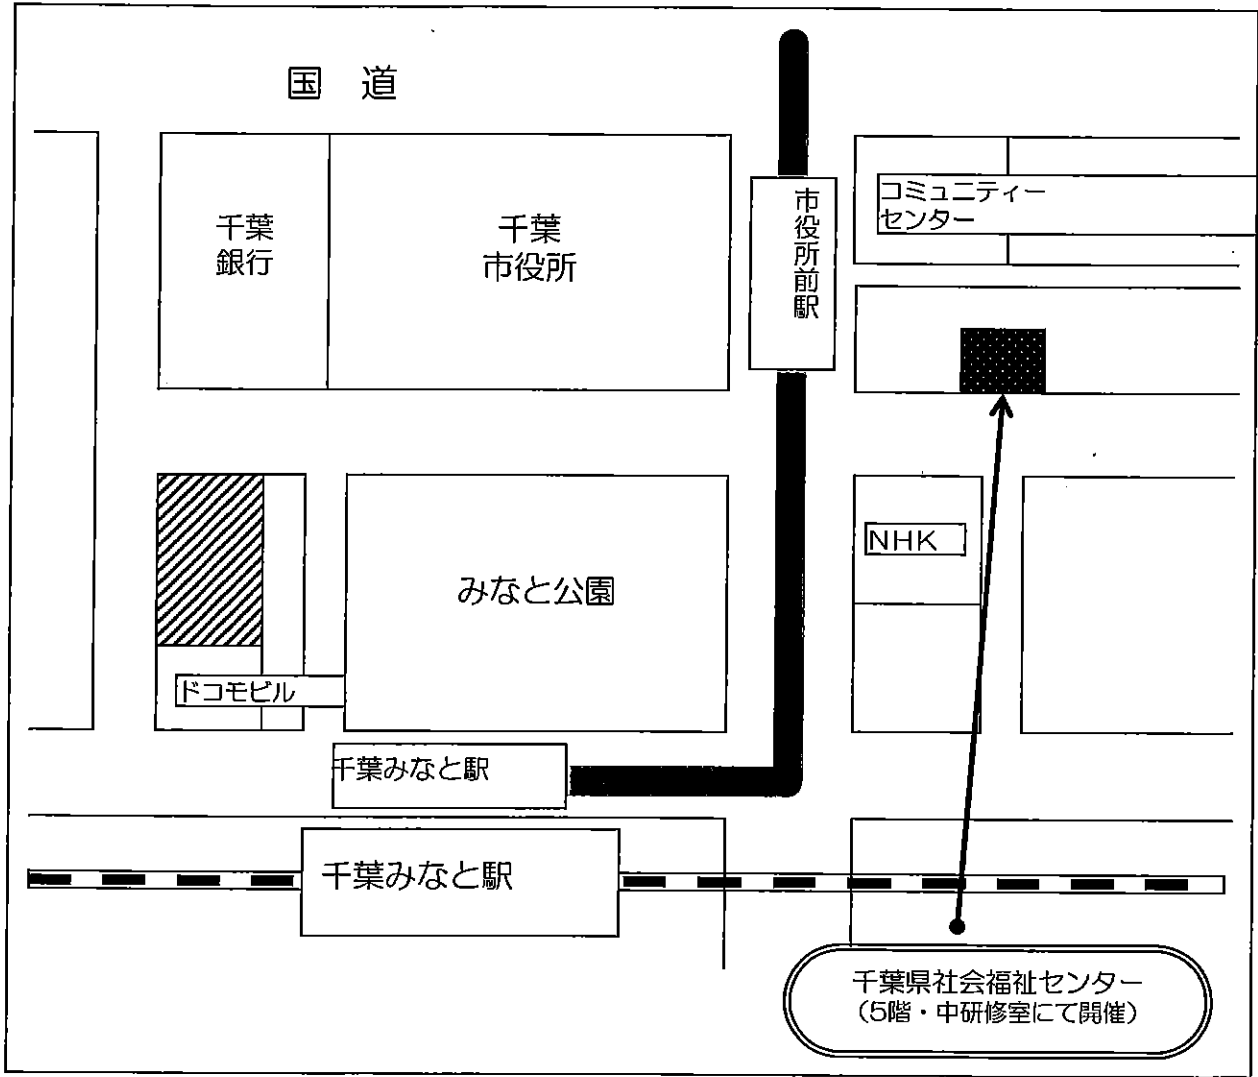 国 道
千葉
銀行
千葉
市役所
市役所前駅
コミュニティー
センター
NHK
みなと公園
ドコモビル
千葉みなと駅
千葉みなと駅
千葉県社会福祉センター
(5階・中研修室にて開催)